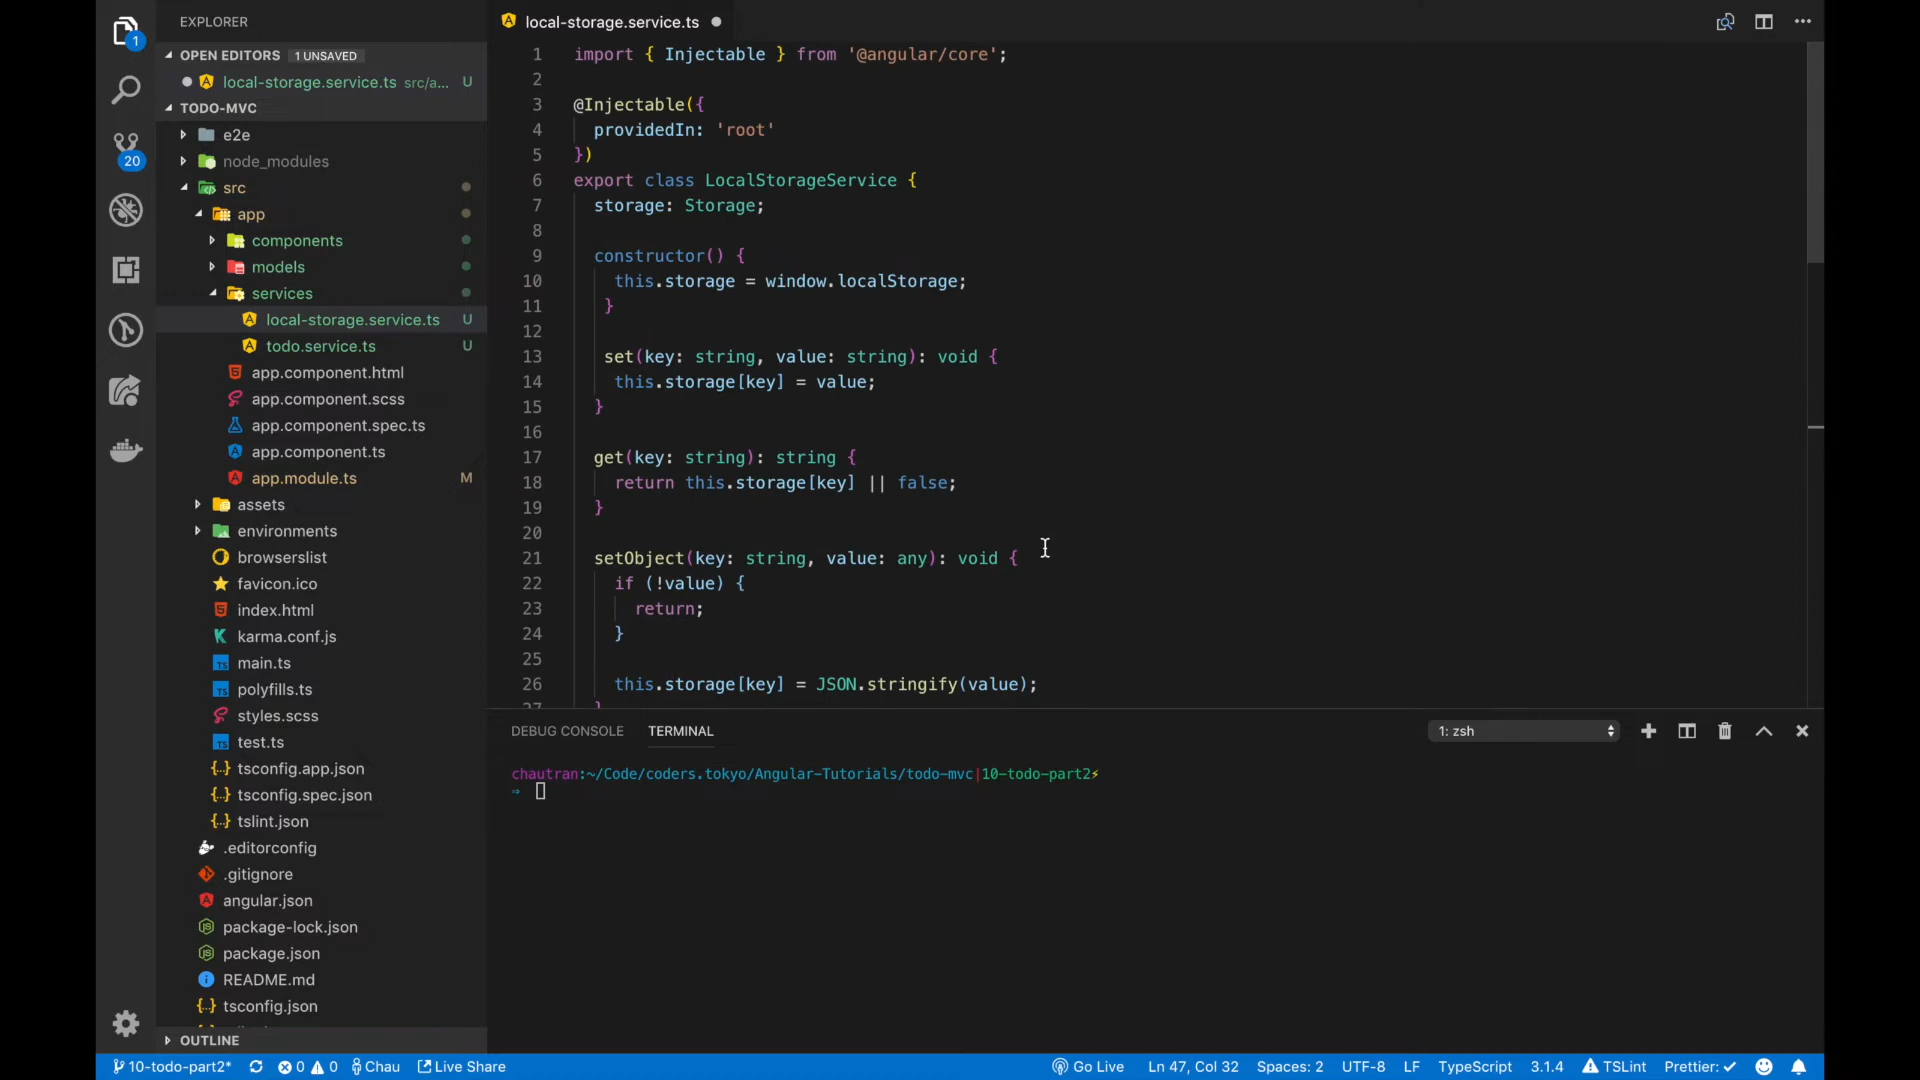 EXPLORER
OPEN EDITORS 1 UNSAVED
local-storage.service.ts src/a... U
TODO-MVC
e2e
node_modules
src
app
components
models
services
local-storage.service.ts U
todo.service.ts U
app.component.html
app.component.scss
app.component.spec.ts
app.component.ts
app.module.ts M
assets
environments
browserslist
favicon.ico
index.html
karma.conf.js
main.ts
polyfills.ts
styles.scss
test.ts
tsconfig.app.json
tsconfig.spec.json
tslint.json
.editorconfig
.gitignore
angular.json
package-lock.json
package.json
README.md
tsconfig.json
OUTLINE
1
20
local-storage.service.ts
1 import { Injectable } from '@angular/core';
2
3 @Injectable({
4 providedIn: 'root'
5 })
6 export class LocalStorageService {
7 storage: Storage;
8
9 constructor() {
10 this.storage = window.localStorage;
11 }
12
13 set(key: string, value: string): void {
14 this.storage[key] = value;
15 }
16
17 get(key: string): string {
18 return this.storage[key] || false;
19 }
20
21 setObject(key: string, value: any): void {
22 if (!value) {
23 return;
24 }
25
26 this.storage[key] = JSON.stringify(value);
27 }
DEBUG CONSOLE TERMINAL 1: zsh
chautran:~/Code/coders.tokyo/Angular-Tutorials/todo-mvc|10-todo-part2⚡
⇒
10-todo-part2* 0 0 Chau Live Share Go Live Ln 47, Col 32 Spaces: 2 UTF-8 LF TypeScript 3.1.4 TSLint Prettier: ✓